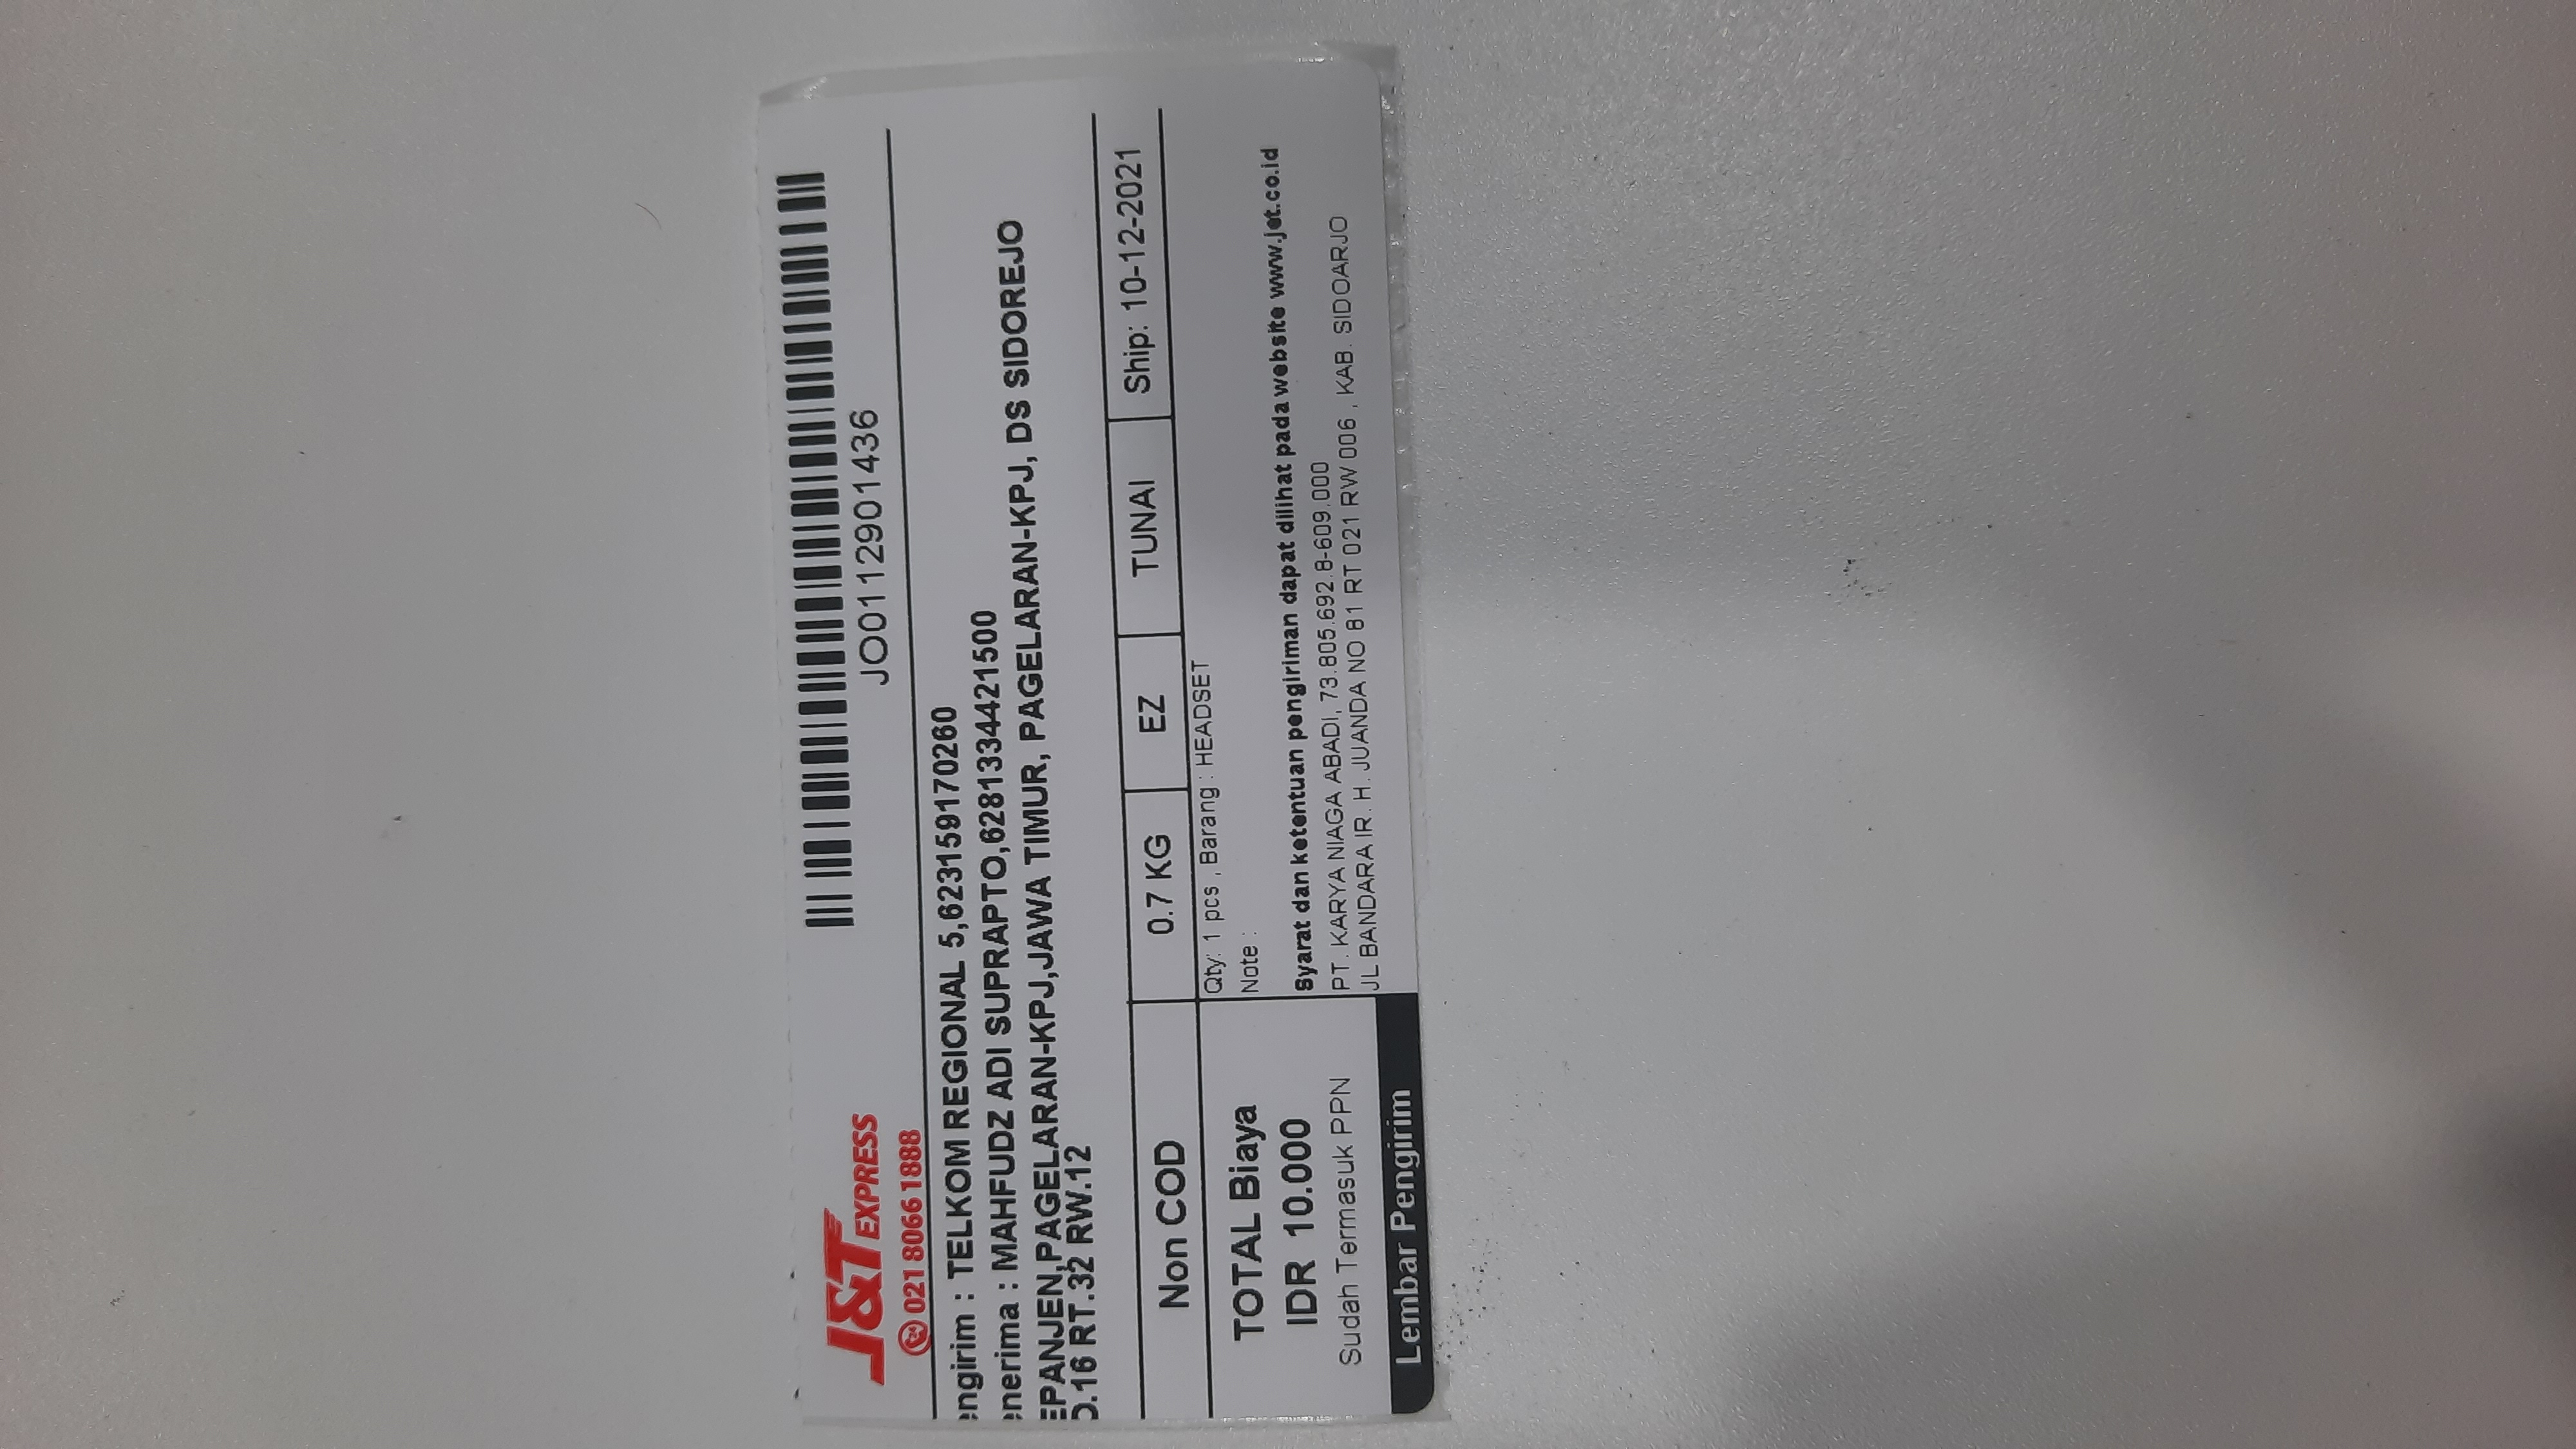 J&T EXPRESS
021 8066 1888
JO0112901436
engirim : TELKOM REGIONAL 5,623159170260
enerima : MAHFUDZ ADI SUPRAPTO,6281334421500
EPANJEN,PAGELARAN-KPJ,JAWA TIMUR, PAGELARAN-KPJ, DS SIDOREJO
O.16 RT.32 RW.12
Non COD
0.7 KG
EZ
TUNAI
Ship: 10-12-2021
TOTAL Biaya
IDR 10.000
Sudah Termasuk PPN
Lembar Pengirim
Qty: 1 pcs , Barang : HEADSET
Note :
Syarat dan ketentuan pengiriman dapat dilihat pada website www.jet.co.id
PT. KARYA NIAGA ABADI, 73.805.692.8-609.000
JL BANDARA IR. H. JUANDA NO 81 RT 021 RW 006 , KAB. SIDOARJO